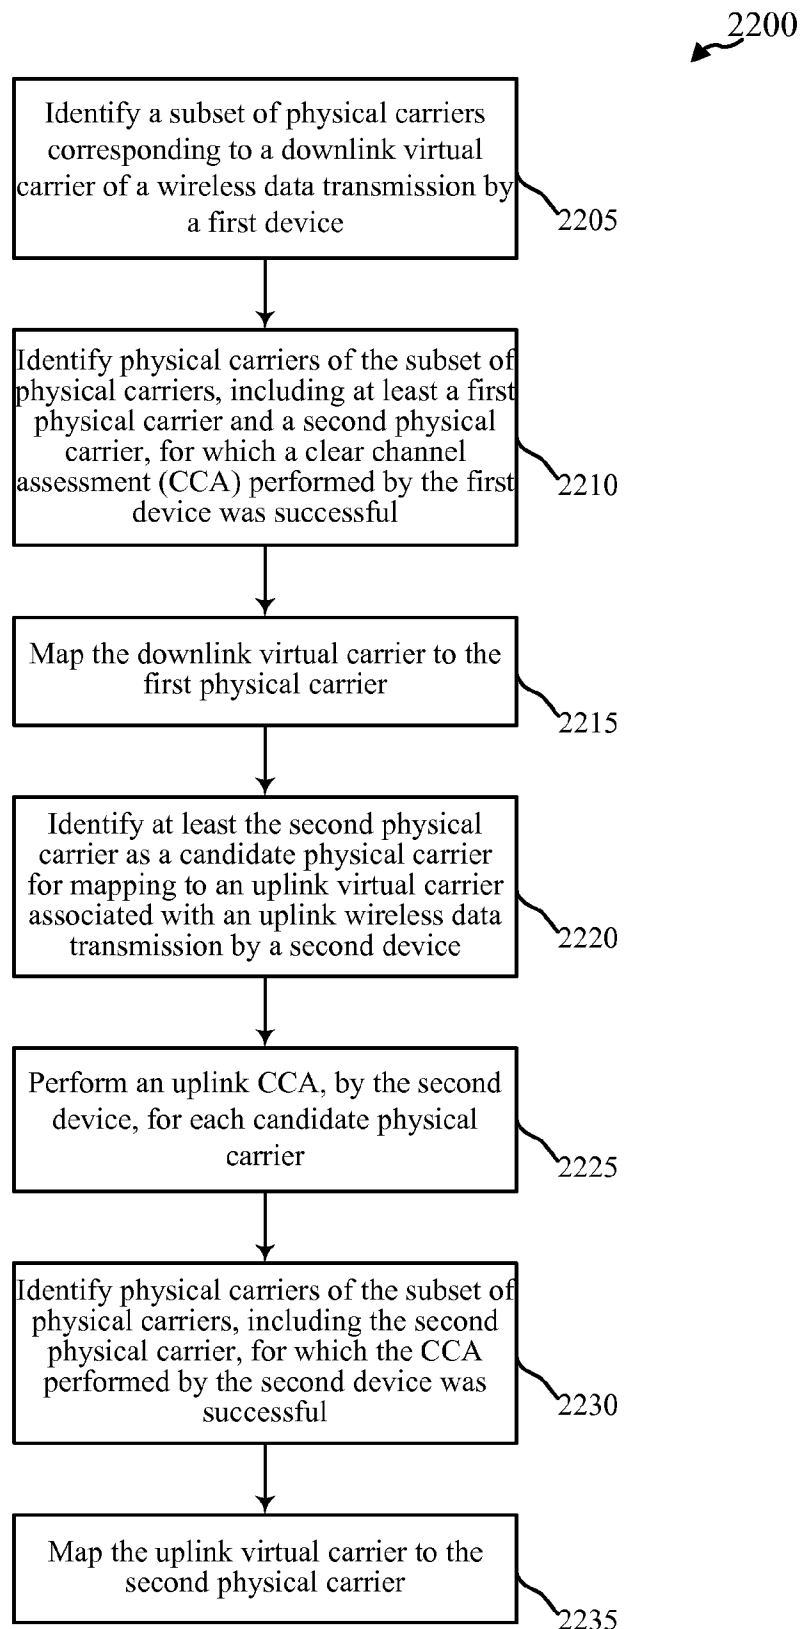 2200
Identify a subset of physical carriers
corresponding to a downlink virtual
carrier of a wireless data transmission by
a first device
2205
Identify physical carriers of the subset of
physical carriers, including at least a first
physical carrier and a second physical
carrier, for which a clear channel
assessment (CCA) performed by the first
device was successful
2210
Map the downlink virtual carrier to the
first physical carrier
2215
Identify at least the second physical
carrier as a candidate physical carrier
for mapping to an uplink virtual carrier
associated with an uplink wireless data
transmission by a second device
2220
Perform an uplink CCA, by the second
device, for each candidate physical
carrier
2225
Identify physical carriers of the subset of
physical carriers, including the second
physical carrier, for which the CCA
performed by the second device was
successful
2230
Map the uplink virtual carrier to the
second physical carrier
2235